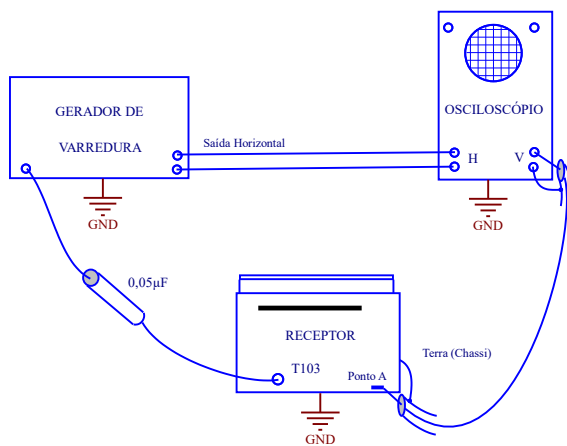 GERADOR DE
VARREDURA
Saída Horizontal
OSCILOSCÓPIO
H
V
GND
GND
0,05µF
RECEPTOR
T103
Ponto A
Terra (Chassi)
GND